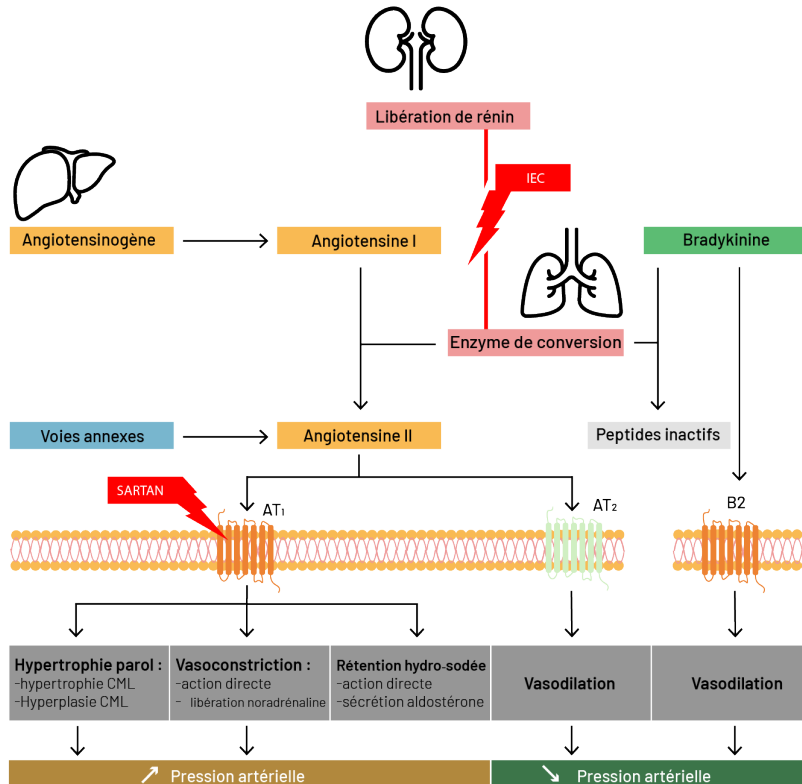 Libération de rénin
IEC
Angiotensinogène
Angiotensine I
Bradykinine
Enzyme de conversion
Voies annexes
Angiotensine II
Peptides inactifs
SARTAN
AT1
AT2
B2
Hypertrophie parol :
-hypertrophie CML
-Hyperplasie CML
Vasoconstriction :
-action directe
- libération noradrénaline
Rétention hydro-sodée
-action directe
-sécrétion aldostérone
Vasodilation
Vasodilation
↗ Pression artérielle
↘ Pression artérielle